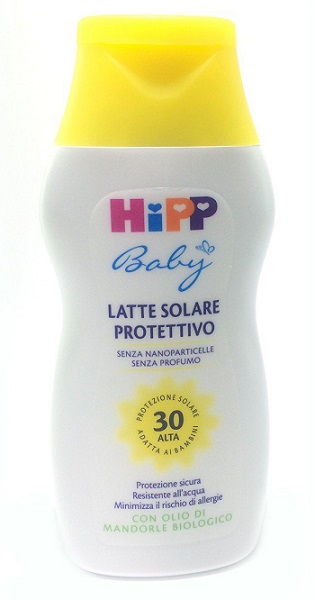 HiPP
Baby
LATTE SOLARE
PROTETTIVO
SENZA NANOPARTICELLE
SENZA PROFUMO
PROTEZIONE SOLARE
30
ALTA
ADATTA AI BAMBINI
Protezione sicura
Resistente all'acqua
Minimizza il rischio di allergie
CON OLIO DI
MANDORLE BIOLOGICO